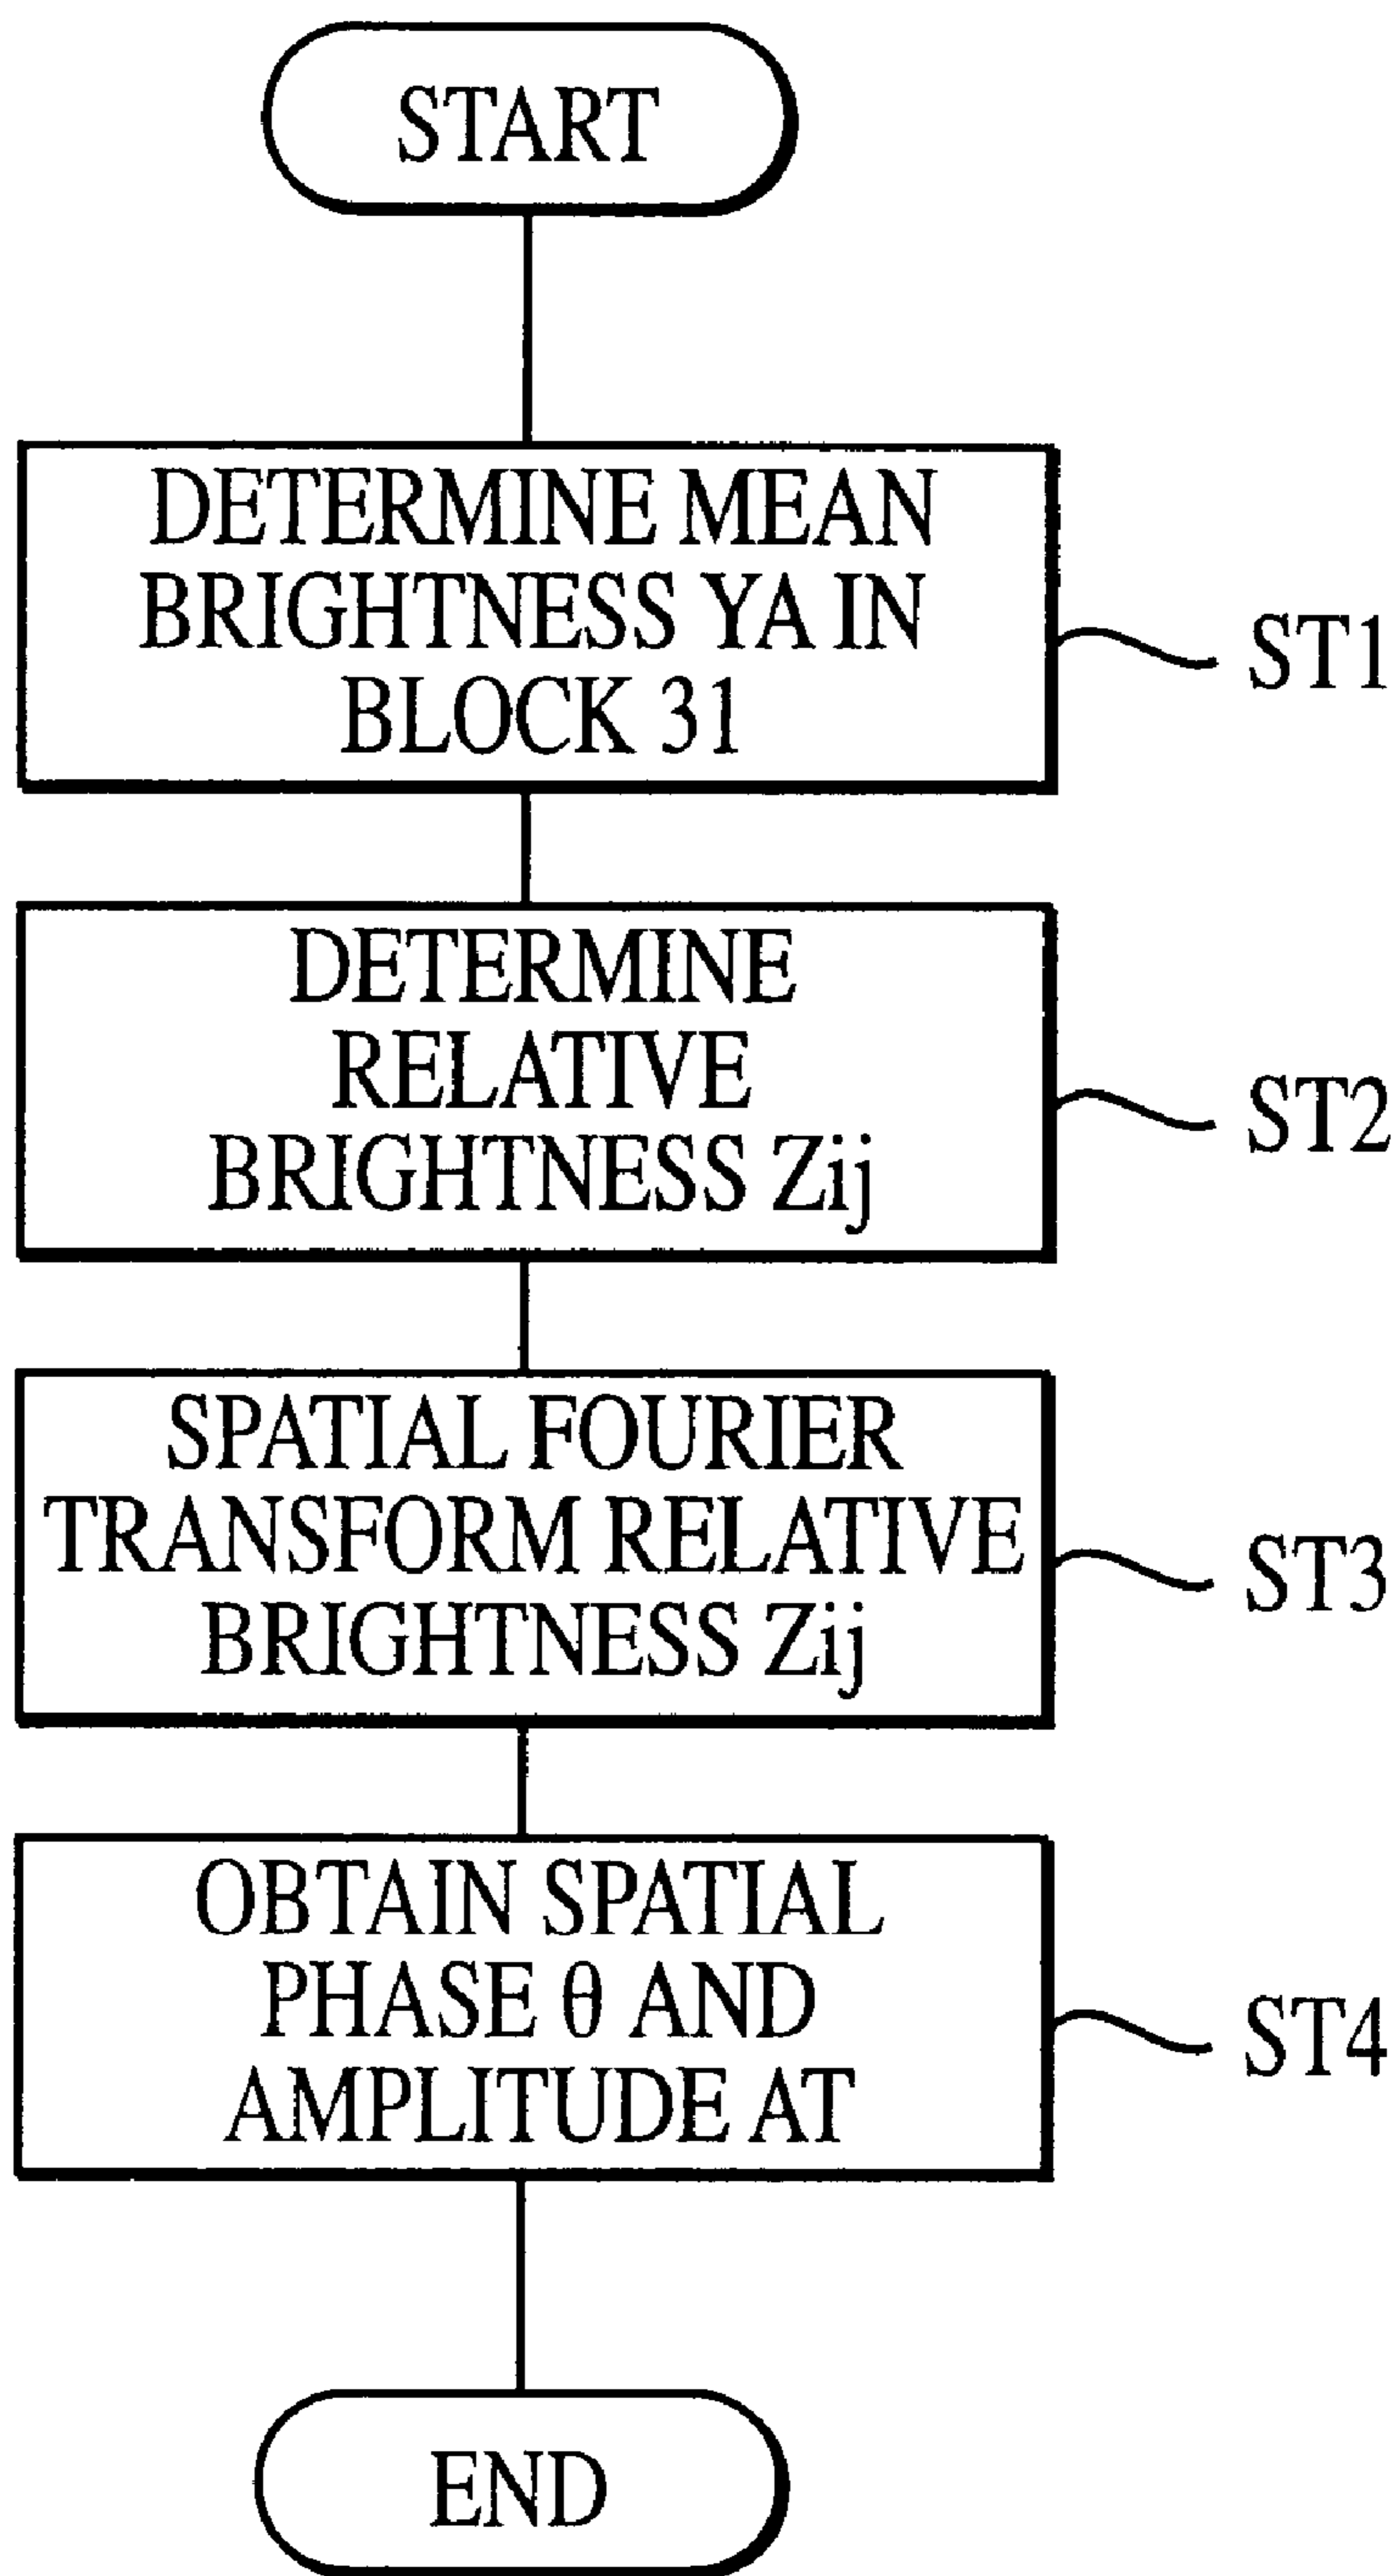 START
DETERMINE MEAN
BRIGHTNESS YA IN
BLOCK 31
ST1
DETERMINE
RELATIVE
BRIGHTNESS Zij
ST2
SPATIAL FOURIER
TRANSFORM RELATIVE
BRIGHTNESS Zij
ST3
OBTAIN SPATIAL
PHASE θ AND
AMPLITUDE AT
ST4
END